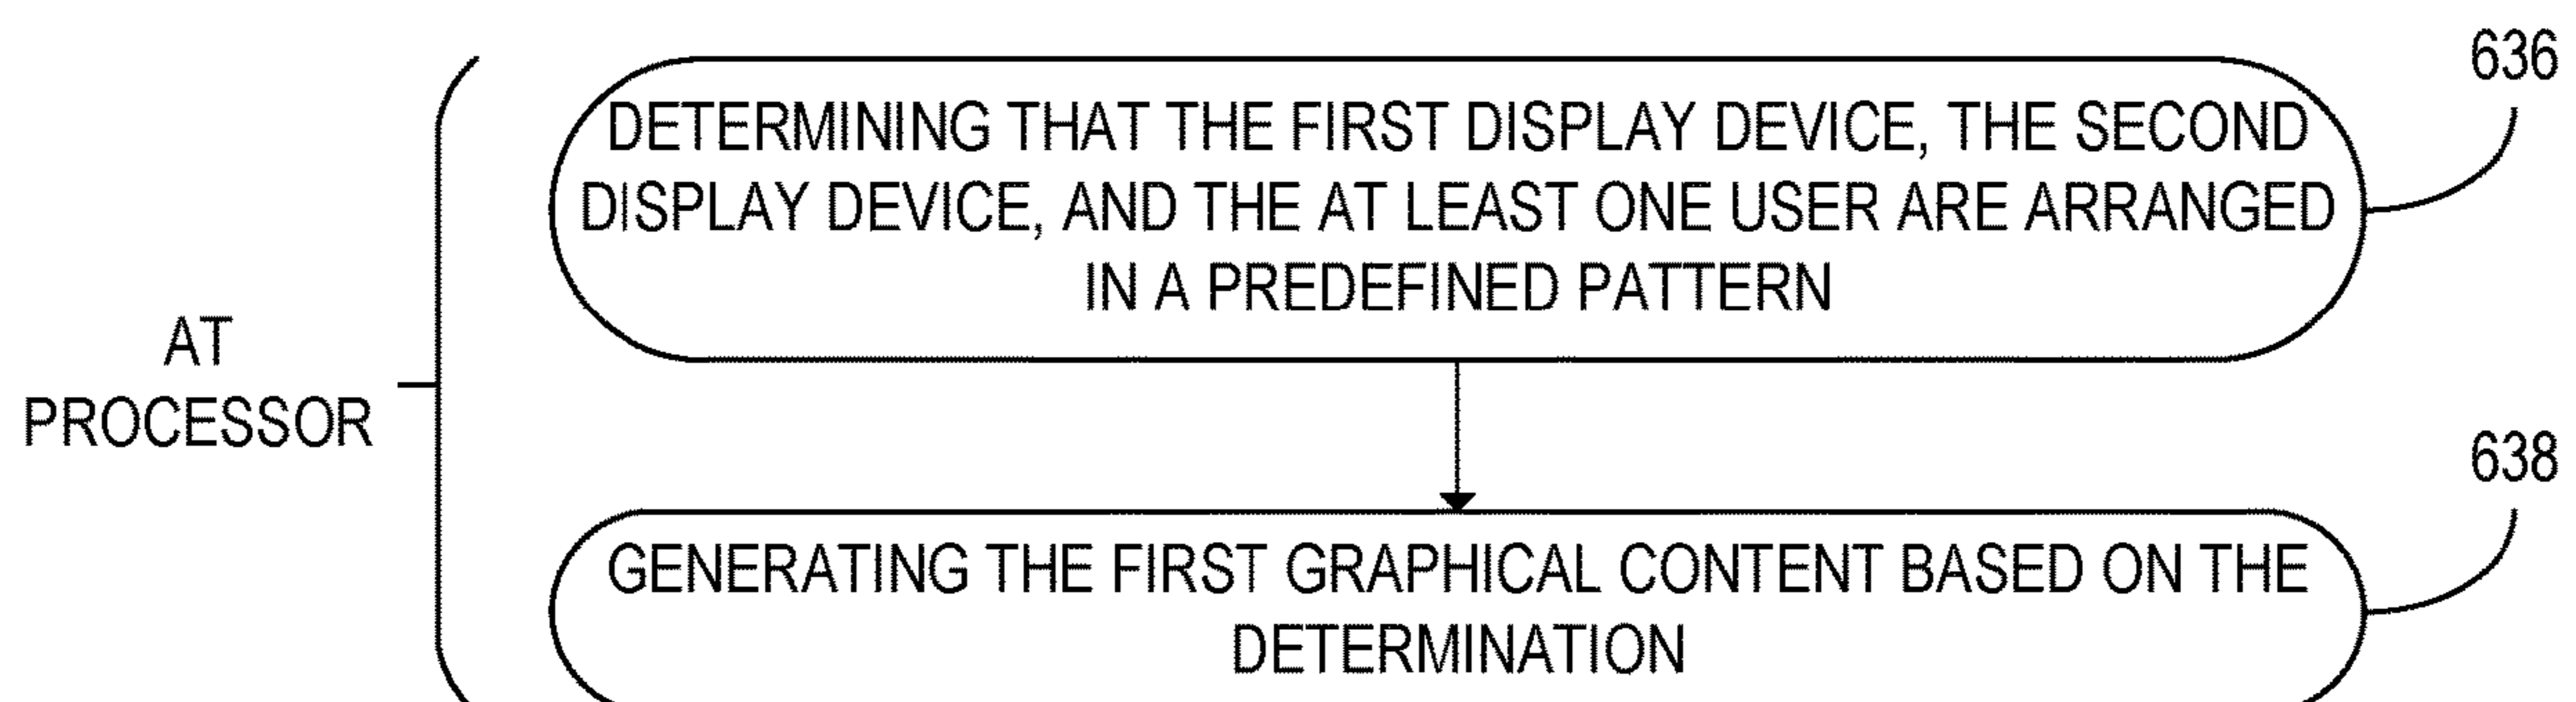 636
DETERMINING THAT THE FIRST DISPLAY DEVICE, THE SECOND
DISPLAY DEVICE, AND THE AT LEAST ONE USER ARE ARRANGED
IN A PREDEFINED PATTERN
AT
PROCESSOR
638
GENERATING THE FIRST GRAPHICAL CONTENT BASED ON THE
DETERMINATION